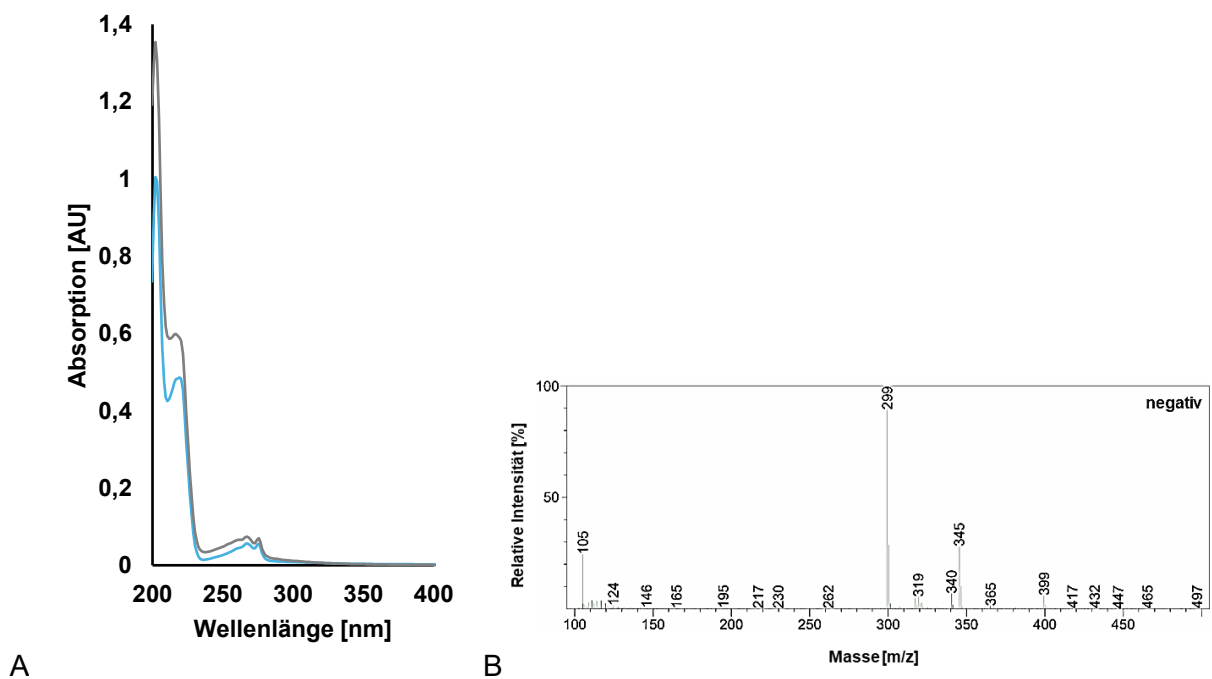 1,4
1,2
1
0,8
0,6
0,4
0,2
0
Absorption [AU]
200 250 300 350 400
Wellenlänge [nm]
A
100
50
Relative Intensität [%]
negativ
105 124 146 165 195 217 230 262 299 319 340 345 365 399 417 432 447 465 497
100 150 200 250 300 350 400 450
Masse [m/z]
B